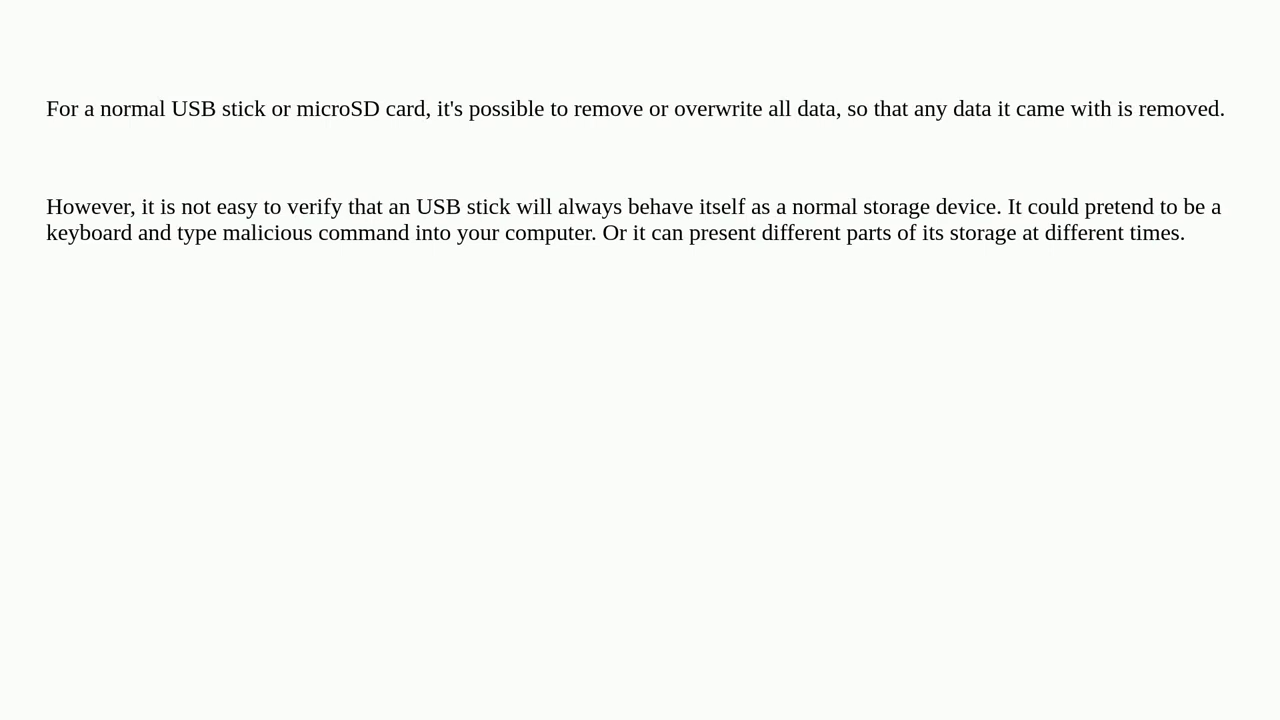 For a normal USB stick or microSD card, it's possible to remove or overwrite all data, so that any data it came with is removed.
However, it is not easy to verify that an USB stick will always behave itself as a normal storage device. It could pretend to be a
keyboard and type malicious command into your computer. Or it can present different parts of its storage at different times.